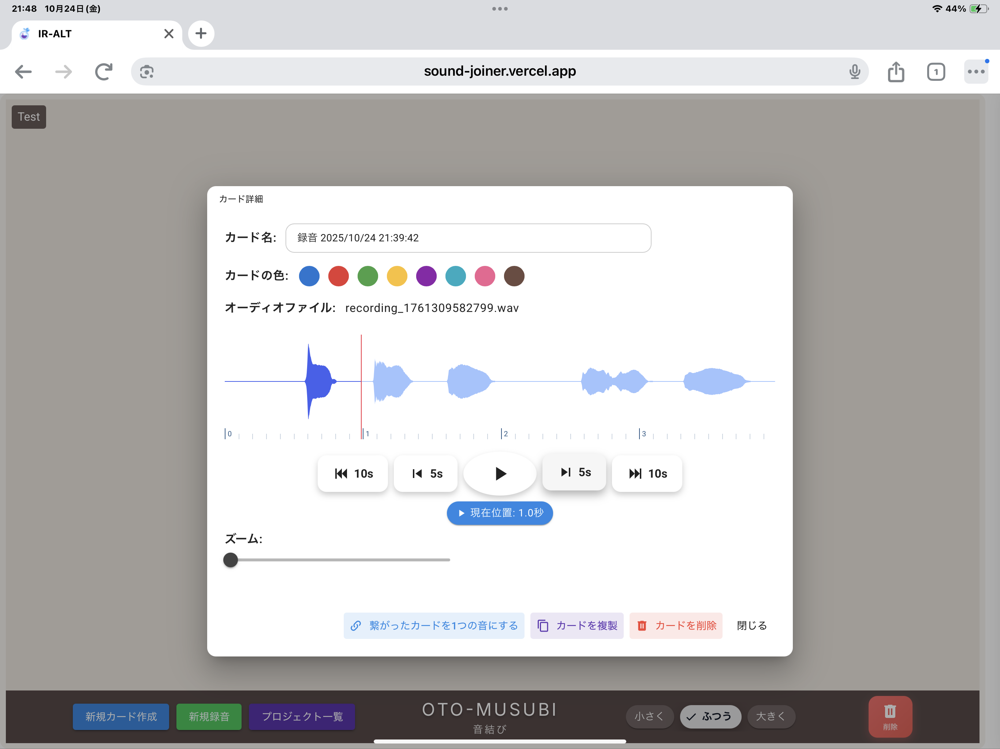 21:48 10月24日(金)
44%
IR-ALT
sound-joiner.vercel.app
1
Test
カード詳細
カード名: 録音 2025/10/24 21:39:42
カードの色:
オーディオファイル: recording_1761309582799.wav
0 1 2 3
10s 5s 5s 10s
現在位置: 1.0秒
ズーム:
繋がったカードを1つの音にする カードを複製 カードを削除 閉じる
新規カード作成 新規録音 プロジェクト一覧
OTO-MUSUBI
音結び
小さく ふつう 大きく
削除